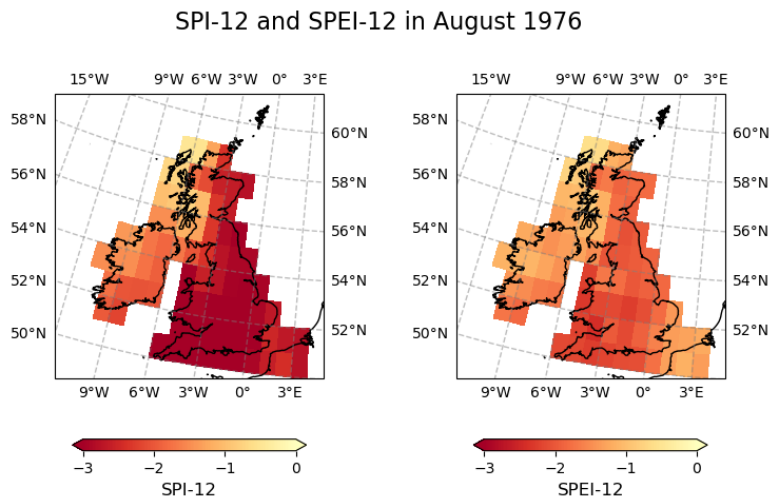 SPI-12 and SPEI-12 in August 1976
15°W 9°W 6°W 3°W 0° 3°E
15°W 9°W 6°W 3°W 0° 3°E
58°N 60°N 58°N 60°N
56°N 58°N 56°N 58°N
54°N 56°N 54°N 56°N
52°N 54°N 52°N 54°N
50°N 52°N 50°N 52°N
9°W 6°W 3°W 0° 3°E
9°W 6°W 3°W 0° 3°E
−3 −2 −1 0
−3 −2 −1 0
SPI-12
SPEI-12